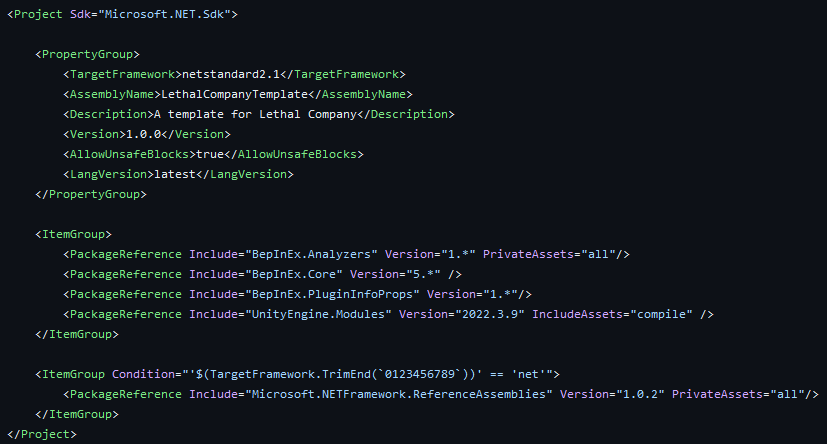 <Project Sdk="Microsoft.NET.Sdk">
<PropertyGroup>
<TargetFramework>netstandard2.1</TargetFramework>
<AssemblyName>LethalCompanyTemplate</AssemblyName>
<Description>A template for Lethal Company</Description>
<Version>1.0.0</Version>
<AllowUnsafeBlocks>true</AllowUnsafeBlocks>
<LangVersion>latest</LangVersion>
</PropertyGroup>
<ItemGroup>
<PackageReference Include="BepInEx.Analyzers" Version="1.*" PrivateAssets="all"/>
<PackageReference Include="BepInEx.Core" Version="5.*" />
<PackageReference Include="BepInEx.PluginInfoProps" Version="1.*"/>
<PackageReference Include="UnityEngine.Modules" Version="2022.3.9" IncludeAssets="compile" />
</ItemGroup>
<ItemGroup Condition="'$(TargetFramework.TrimEnd(`0123456789`))' == 'net'">
<PackageReference Include="Microsoft.NETFramework.ReferenceAssemblies" Version="1.0.2" PrivateAssets="all"/>
</ItemGroup>
</Project>